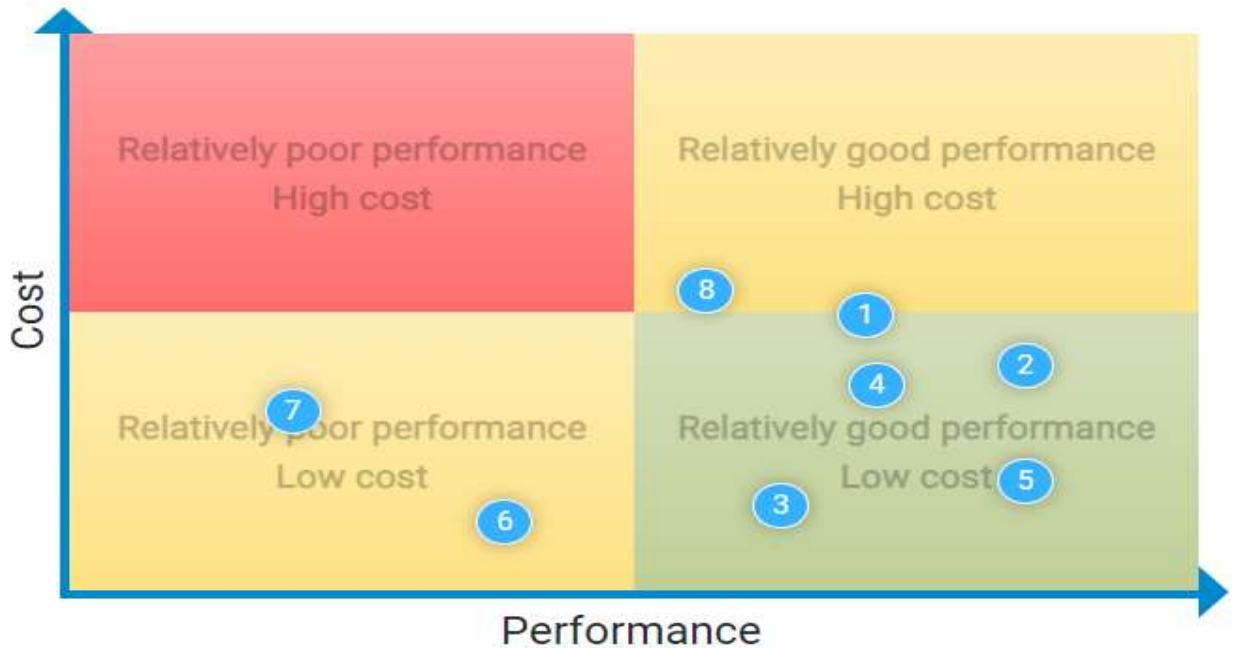 Relatively poor performance
High cost
Relatively good performance
High cost
8
1
2
4
7
Relatively poor performance
Low cost
Relatively good performance
Low cost
5
3
6
Cost
Performance